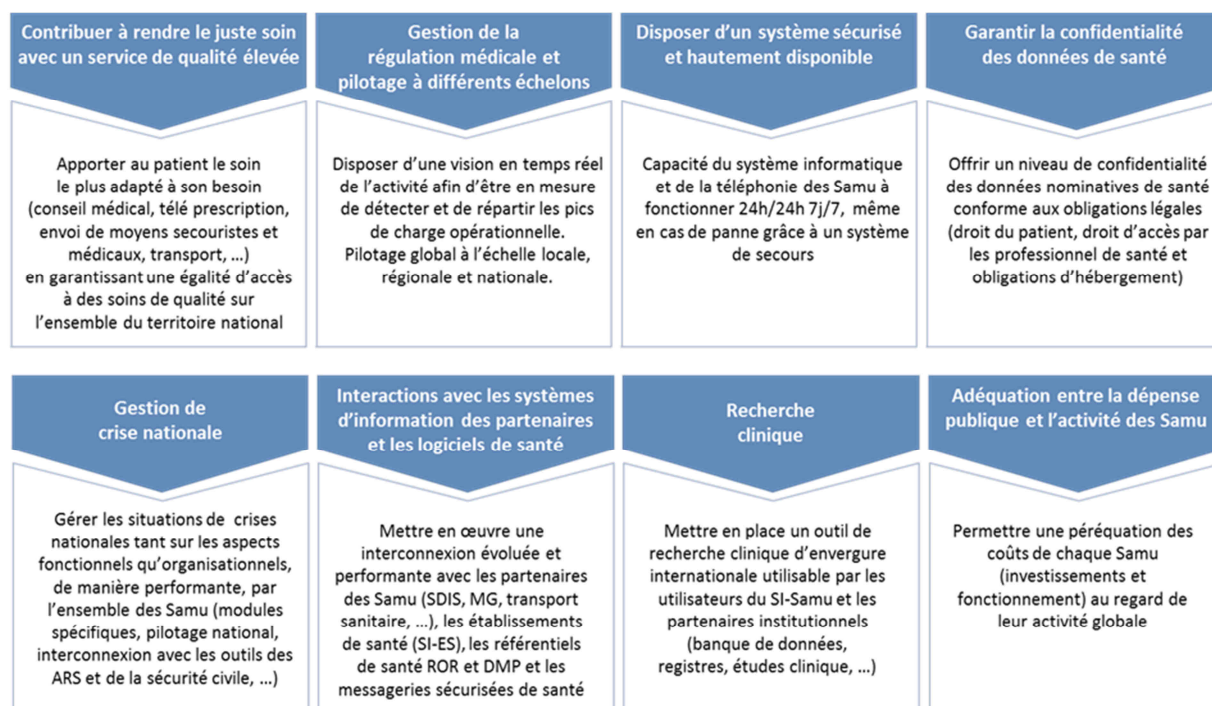 Contribuer à rendre le juste soin
avec un service de qualité élevée
Apporter au patient le soin
le plus adapté à son besoin
(conseil médical, télé prescription,
envoi de moyens secouristes et
médicaux, transport, ...)
en garantissant une égalité d'accès
à des soins de qualité sur
l'ensemble du territoire national
Gestion de la
régulation médicale et
pilotage à différents échelons
Disposer d'une vision en temps réel
de l'activité afin d'être en mesure
de détecter et de répartir les pics
de charge opérationnelle.
Pilotage global à l'échelle locale,
régionale et nationale.
Disposer d'un système sécurisé
et hautement disponible
Capacité du système informatique
et de la téléphonie des Samu à
fonctionner 24h/24h 7j/7, même
en cas de panne grâce à un système
de secours
Garantir la confidentialité
des données de santé
Offrir un niveau de confidentialité
des données nominatives de santé
conforme aux obligations légales
(droit du patient, droit d'accès par
les professionnel de santé et
obligations d'hébergement)
Gestion de
crise nationale
Gérer les situations de crises
nationales tant sur les aspects
fonctionnels qu'organisationnels,
de manière performante, par
l'ensemble des Samu (modules
spécifiques, pilotage national,
interconnexion avec les outils des
ARS et de la sécurité civile, ...)
Interactions avec les systèmes
d'information des partenaires
et les logiciels de santé
Mettre en œuvre une
interconnexion évoluée et
performante avec les partenaires
des Samu (SDIS, MG, transport
sanitaire, ...), les établissements
de santé (SI-ES), les référentiels
de santé ROR et DMP et les
messageries sécurisées de santé
Recherche
clinique
Mettre en place un outil de
recherche clinique d'envergure
internationale utilisable par les
utilisateurs du SI-Samu et les
partenaires institutionnels
(banque de données,
registres, études clinique, ...)
Adéquation entre la dépense
publique et l'activité des Samu
Permettre une péréquation des
coûts de chaque Samu
(investissements et
fonctionnement) au regard de
leur activité globale